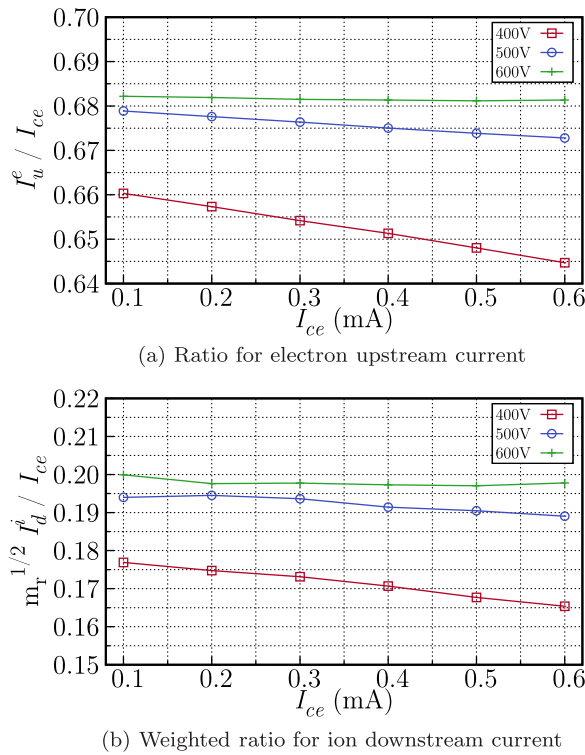 0.70
0.69
0.68
0.67
0.66
0.65
0.64
I_u^e / I_ce
400V
500V
600V
0.1 0.2 0.3 0.4 0.5 0.6
I_ce (mA)
(a) Ratio for electron upstream current
0.22
0.21
0.20
0.19
0.18
0.17
0.16
0.15
m_r^1/2 I_d^i / I_ce
400V
500V
600V
0.1 0.2 0.3 0.4 0.5 0.6
I_ce (mA)
(b) Weighted ratio for ion downstream current